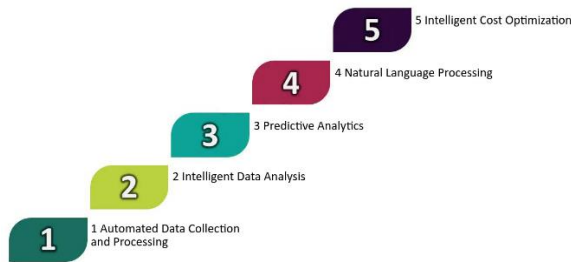 5
5 Intelligent Cost Optimization
4
4 Natural Language Processing
3
3 Predictive Analytics
2
2 Intelligent Data Analysis
1
1 Automated Data Collection
and Processing